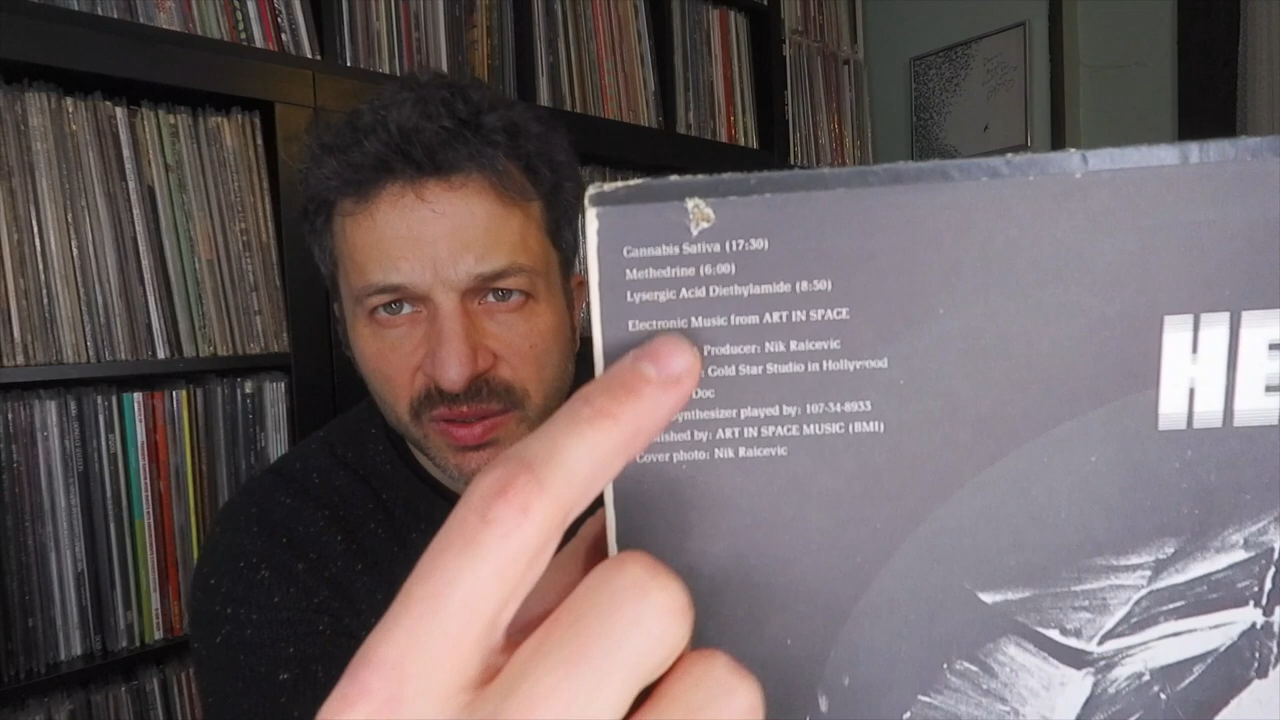 Cannabis Sativa (17:30)
Methedrine (6:00)
Lysergic Acid Diethylamide (8:50)
Electronic Music from ART IN SPACE
Producer: Nik Raicevic
: Gold Star Studio in Hollywood
Doc
ynthesizer played by: 107-34-8933
ished by: ART IN SPACE MUSIC (BMI)
Cover photo: Nik Raicevic
HE